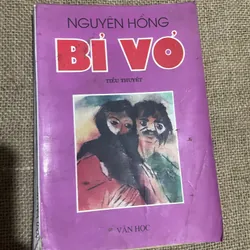 NGUYÊN HỒNG
BỈ VỎ
TIỂU THUYẾT
VĂN HỌC